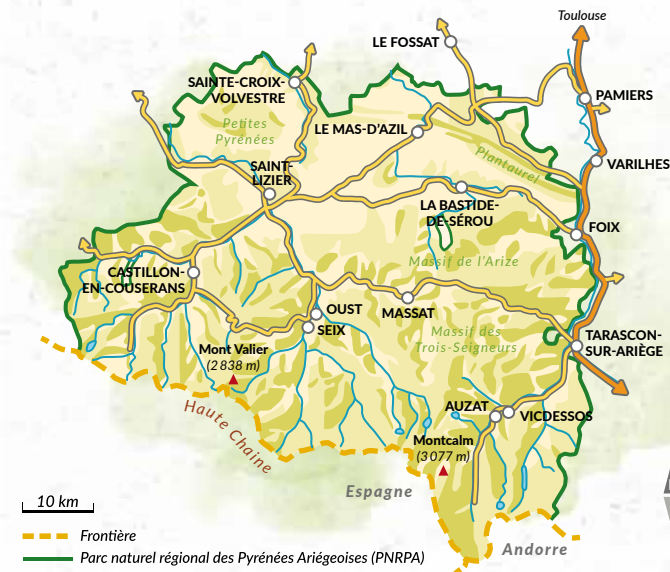 Toulouse
LE FOSSAT
SAINTE-CROIX-
VOLVESTRE
PAMIERS
Petites
Pyrénées
LE MAS-D'AZIL
Plantaurel
VARILHES
SAINT-
LIZIER
LA BASTIDE-
DE-SÉROU
FOIX
Massif de l'Arize
CASTILLON-
EN-COUSERANS
OUST
MASSAT
SEIX
Massif des
Trois-Seigneurs
TARASCON-
SUR-ARIÈGE
Mont Valier
(2 838 m)
Haute Chaine
AUZAT
VICDESSOS
Montcalm
(3 077 m)
Espagne
10 km
Frontière
Andorre
Parc naturel régional des Pyrénées Ariégeoises (PNRPA)